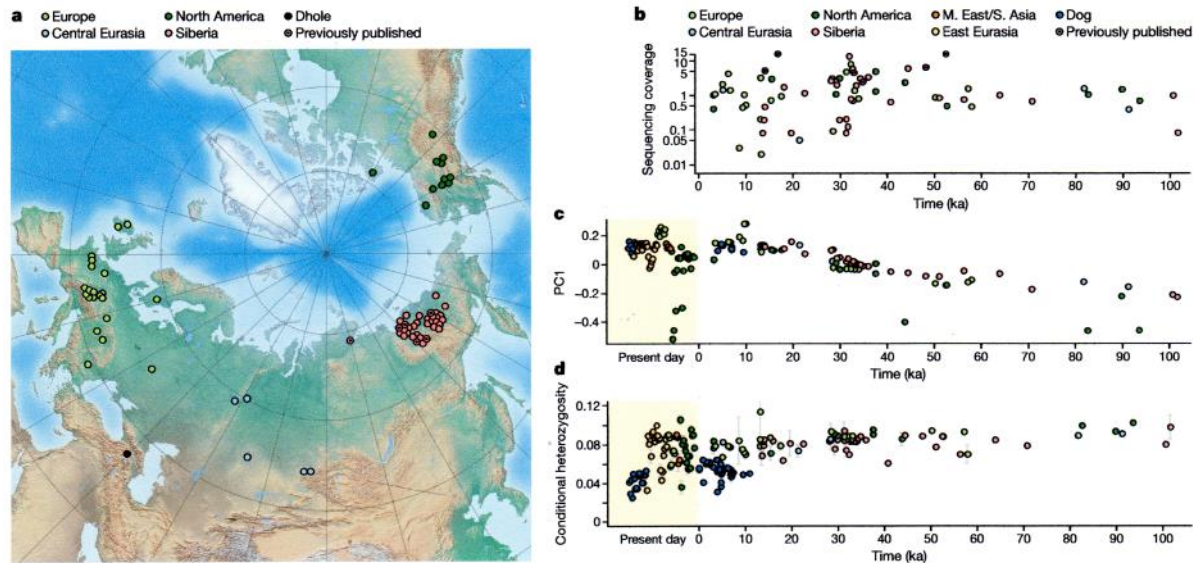 a
Europe North America Dhole
Central Eurasia Siberia Previously published
b
Europe North America M. East/S. Asia Dog
Central Eurasia Siberia East Eurasia Previously published
Sequencing coverage
15
5
1.0
0.5
0.1
0.05
0.01
0 10 20 30 40 50 60 70 80 90 100
Time (ka)
c
PC1
0.2
0
−0.2
−0.4
Present day 0 10 20 30 40 50 60 70 80 90 100
Time (ka)
d
Conditional heterozygosity
0.12
0.08
0.04
0
Present day 0 10 20 30 40 50 60 70 80 90 100
Time (ka)